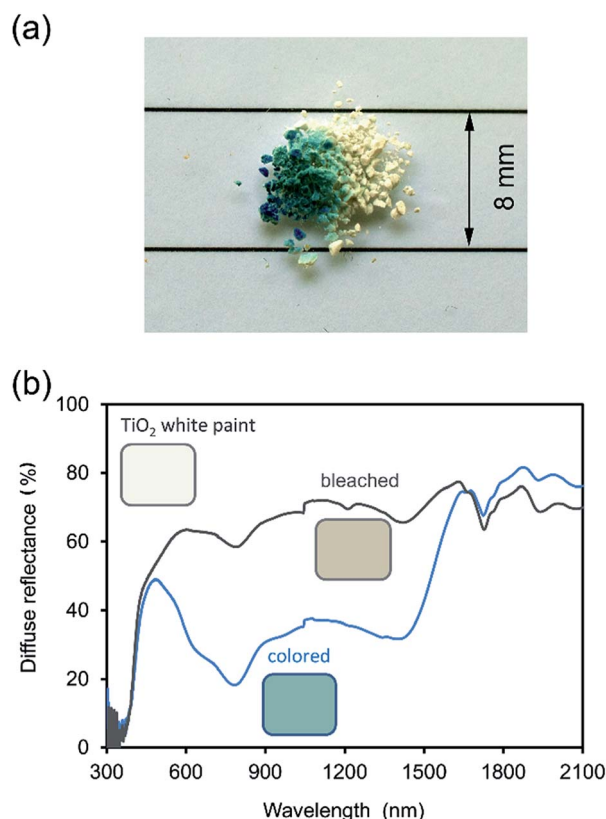 (a)
8 mm
(b)
100
80
60
40
20
0
Diffuse reflectance (%)
TiO₂ white paint
bleached
colored
300 600 900 1200 1500 1800 2100
Wavelength (nm)